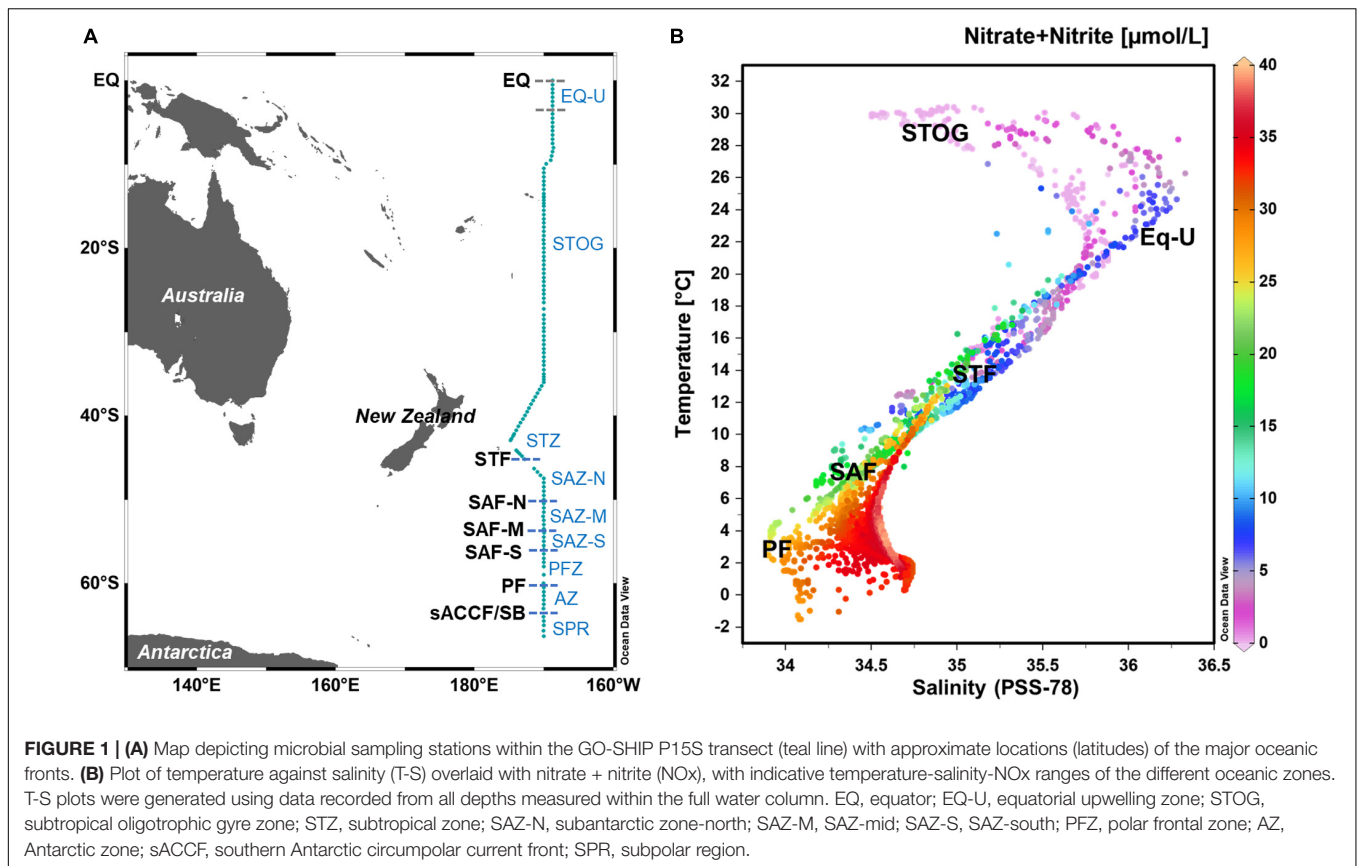 A
EQ
20°S
40°S
60°S
140°E
160°E
180°W
160°W
EQ
EQ-U
STOG
STZ
STF
SAZ-N
SAF-N
SAZ-M
SAF-M
SAZ-S
SAF-S
PFZ
PF
AZ
sACCF/SB
SPR
Australia
New Zealand
Antarctica
Ocean Data View
B
Nitrate+Nitrite [µmol/L]
32
30
28
26
24
22
20
18
16
14
12
10
8
6
4
2
0
-2
Temperature [°C]
34
34.5
35
35.5
36
36.5
Salinity (PSS-78)
STOG
Eq-U
STF
SAF
PF
Ocean Data View
40
35
30
25
20
15
10
5
0
FIGURE 1 | (A) Map depicting microbial sampling stations within the GO-SHIP P15S transect (teal line) with approximate locations (latitudes) of the major oceanic
fronts. (B) Plot of temperature against salinity (T-S) overlaid with nitrate + nitrite (NOx), with indicative temperature-salinity-NOx ranges of the different oceanic zones.
T-S plots were generated using data recorded from all depths measured within the full water column. EQ, equator; EQ-U, equatorial upwelling zone; STOG,
subtropical oligotrophic gyre zone; STZ, subtropical zone; SAZ-N, subantarctic zone-north; SAZ-M, SAZ-mid; SAZ-S, SAZ-south; PFZ, polar frontal zone; AZ,
Antarctic zone; sACCF, southern Antarctic circumpolar current front; SPR, subpolar region.